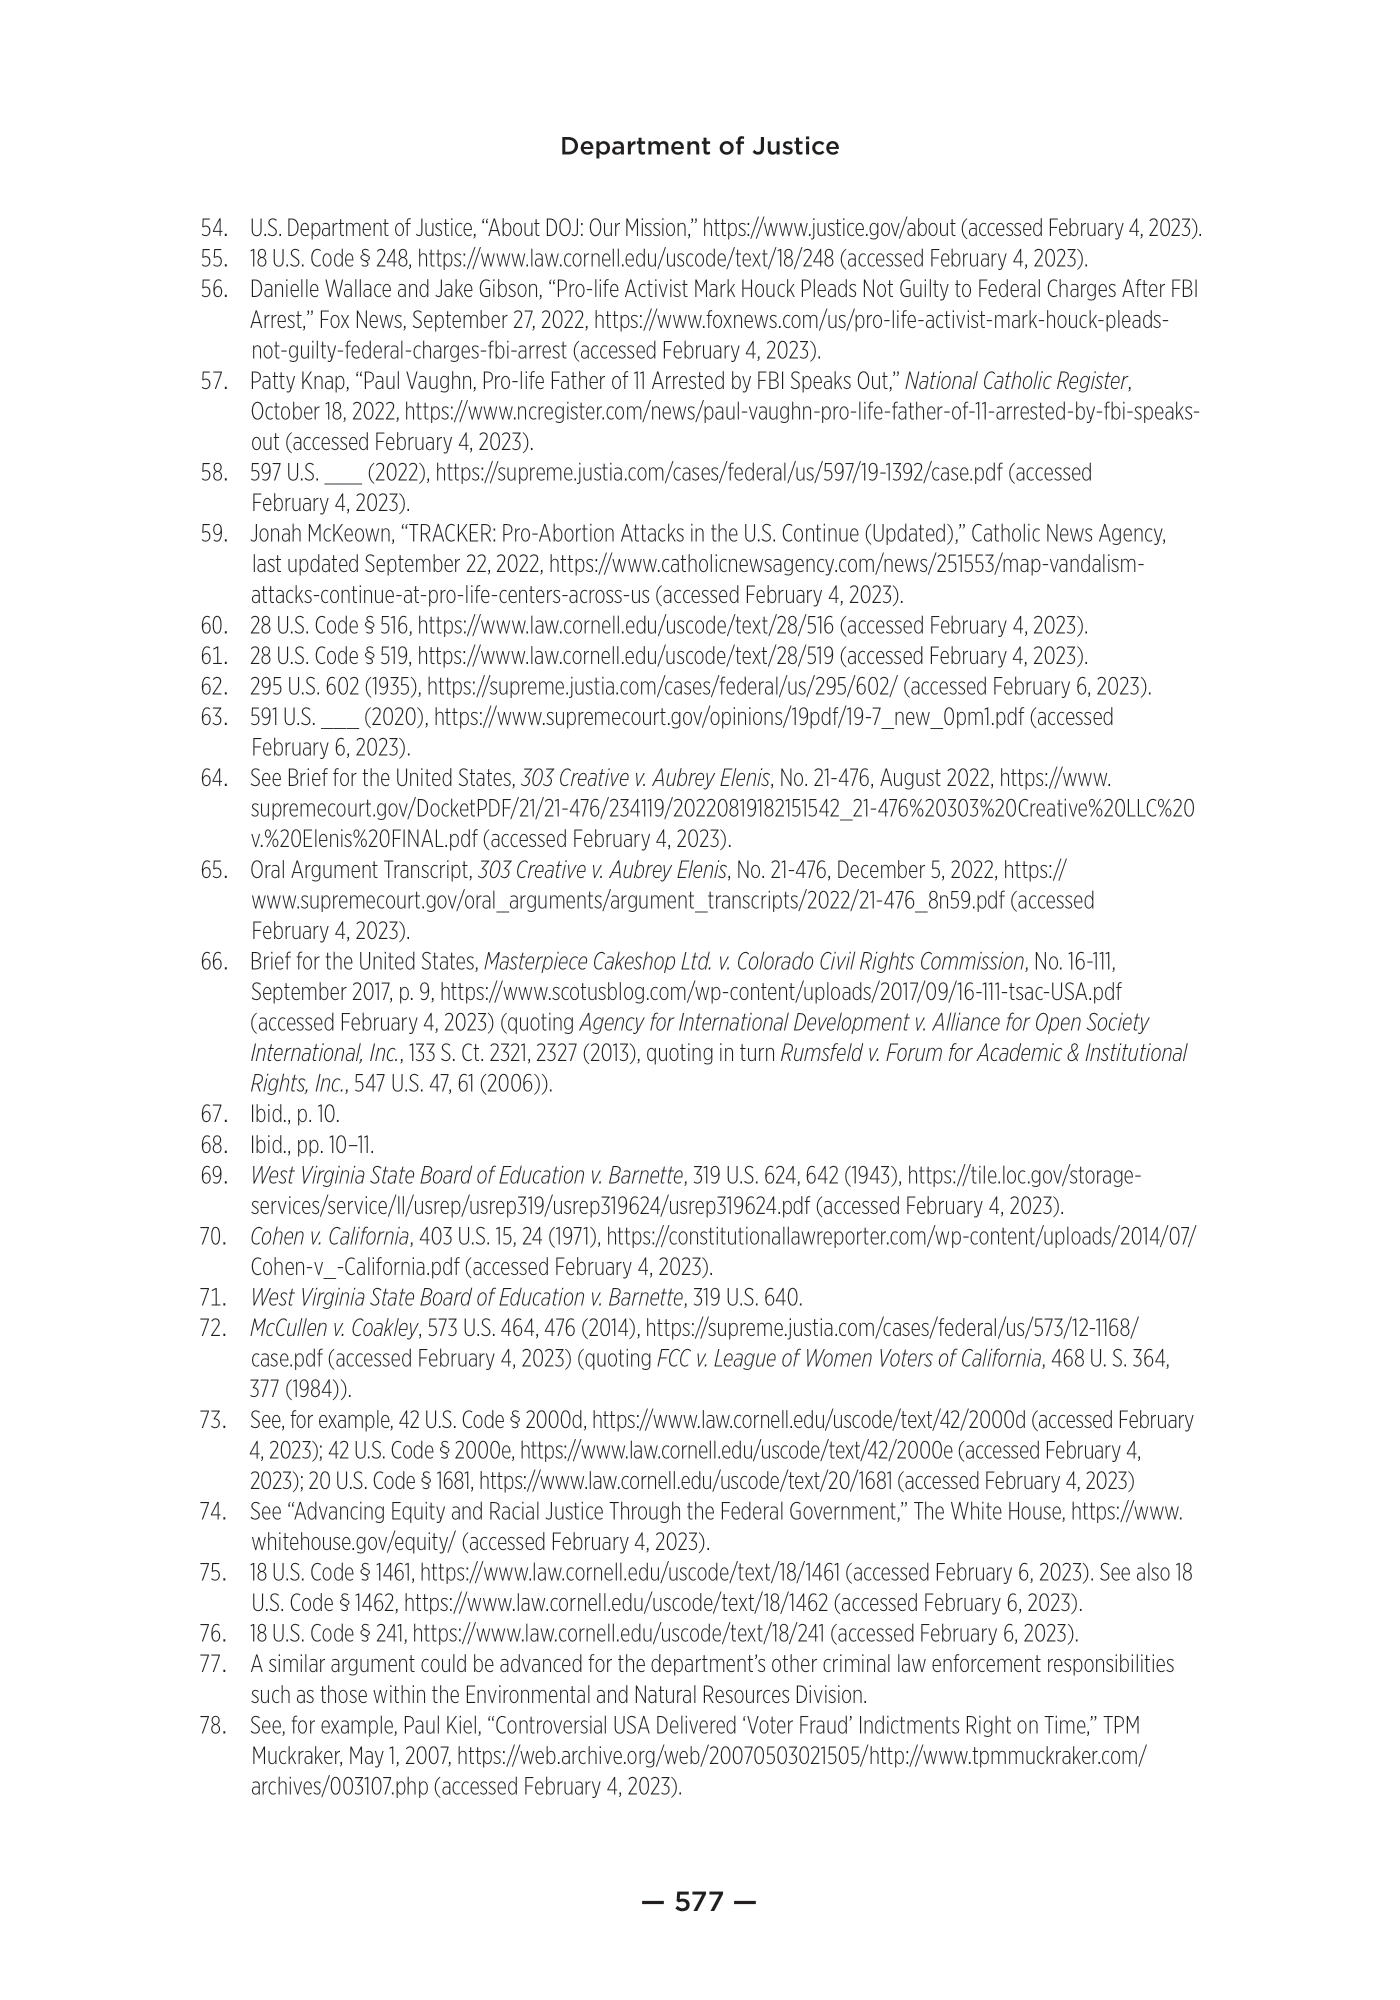 Department of Justice
54. U.S. Department of Justice, “About DOJ: Our Mission,” https://www.justice.gov/about (accessed February 4, 2023).
55. 18 U.S. Code § 248, https://www.law.cornell.edu/uscode/text/18/248 (accessed February 4, 2023).
56. Danielle Wallace and Jake Gibson, “Pro-life Activist Mark Houck Pleads Not Guilty to Federal Charges After FBI
Arrest,” Fox News, September 27, 2022, https://www.foxnews.com/us/pro-life-activist-mark-houck-pleads-
not-guilty-federal-charges-fbi-arrest (accessed February 4, 2023).
57. Patty Knap, “Paul Vaughn, Pro-life Father of 11 Arrested by FBI Speaks Out,” National Catholic Register,
October 18, 2022, https://www.ncregister.com/news/paul-vaughn-pro-life-father-of-11-arrested-by-fbi-speaks-
out (accessed February 4, 2023).
58. 597 U.S. ___ (2022), https://supreme.justia.com/cases/federal/us/597/19-1392/case.pdf (accessed
February 4, 2023).
59. Jonah McKeown, “TRACKER: Pro-Abortion Attacks in the U.S. Continue (Updated),” Catholic News Agency,
last updated September 22, 2022, https://www.catholicnewsagency.com/news/251553/map-vandalism-
attacks-continue-at-pro-life-centers-across-us (accessed February 4, 2023).
60. 28 U.S. Code § 516, https://www.law.cornell.edu/uscode/text/28/516 (accessed February 4, 2023).
61. 28 U.S. Code § 519, https://www.law.cornell.edu/uscode/text/28/519 (accessed February 4, 2023).
62. 295 U.S. 602 (1935), https://supreme.justia.com/cases/federal/us/295/602/ (accessed February 6, 2023).
63. 591 U.S. ___ (2020), https://www.supremecourt.gov/opinions/19pdf/19-7_new_0pm1.pdf (accessed
February 6, 2023).
64. See Brief for the United States, 303 Creative v. Aubrey Elenis, No. 21-476, August 2022, https://www.
supremecourt.gov/DocketPDF/21/21-476/234119/20220819182151542_21-476%20303%20Creative%20LLC%20
v.%20Elenis%20FINAL.pdf (accessed February 4, 2023).
65. Oral Argument Transcript, 303 Creative v. Aubrey Elenis, No. 21-476, December 5, 2022, https://
www.supremecourt.gov/oral_arguments/argument_transcripts/2022/21-476_8n59.pdf (accessed
February 4, 2023).
66. Brief for the United States, Masterpiece Cakeshop Ltd. v. Colorado Civil Rights Commission, No. 16-111,
September 2017, p. 9, https://www.scotusblog.com/wp-content/uploads/2017/09/16-111-tsac-USA.pdf
(accessed February 4, 2023) (quoting Agency for International Development v. Alliance for Open Society
International, Inc., 133 S. Ct. 2321, 2327 (2013), quoting in turn Rumsfeld v. Forum for Academic & Institutional
Rights, Inc., 547 U.S. 47, 61 (2006)).
67. Ibid., p. 10.
68. Ibid., pp. 10–11.
69. West Virginia State Board of Education v. Barnette, 319 U.S. 624, 642 (1943), https://tile.loc.gov/storage-
services/service/ll/usrep/usrep319/usrep319624/usrep319624.pdf (accessed February 4, 2023).
70. Cohen v. California, 403 U.S. 15, 24 (1971), https://constitutionallawreporter.com/wp-content/uploads/2014/07/
Cohen-v_-California.pdf (accessed February 4, 2023).
71. West Virginia State Board of Education v. Barnette, 319 U.S. 640.
72. McCullen v. Coakley, 573 U.S. 464, 476 (2014), https://supreme.justia.com/cases/federal/us/573/12-1168/
case.pdf (accessed February 4, 2023) (quoting FCC v. League of Women Voters of California, 468 U. S. 364,
377 (1984)).
73. See, for example, 42 U.S. Code § 2000d, https://www.law.cornell.edu/uscode/text/42/2000d (accessed February
4, 2023); 42 U.S. Code § 2000e, https://www.law.cornell.edu/uscode/text/42/2000e (accessed February 4,
2023); 20 U.S. Code § 1681, https://www.law.cornell.edu/uscode/text/20/1681 (accessed February 4, 2023)
74. See “Advancing Equity and Racial Justice Through the Federal Government,” The White House, https://www.
whitehouse.gov/equity/ (accessed February 4, 2023).
75. 18 U.S. Code § 1461, https://www.law.cornell.edu/uscode/text/18/1461 (accessed February 6, 2023). See also 18
U.S. Code § 1462, https://www.law.cornell.edu/uscode/text/18/1462 (accessed February 6, 2023).
76. 18 U.S. Code § 241, https://www.law.cornell.edu/uscode/text/18/241 (accessed February 6, 2023).
77. A similar argument could be advanced for the department’s other criminal law enforcement responsibilities
such as those within the Environmental and Natural Resources Division.
78. See, for example, Paul Kiel, “Controversial USA Delivered ‘Voter Fraud’ Indictments Right on Time,” TPM
Muckraker, May 1, 2007, https://web.archive.org/web/20070503021505/http://www.tpmmuckraker.com/
archives/003107.php (accessed February 4, 2023).
— 577 —